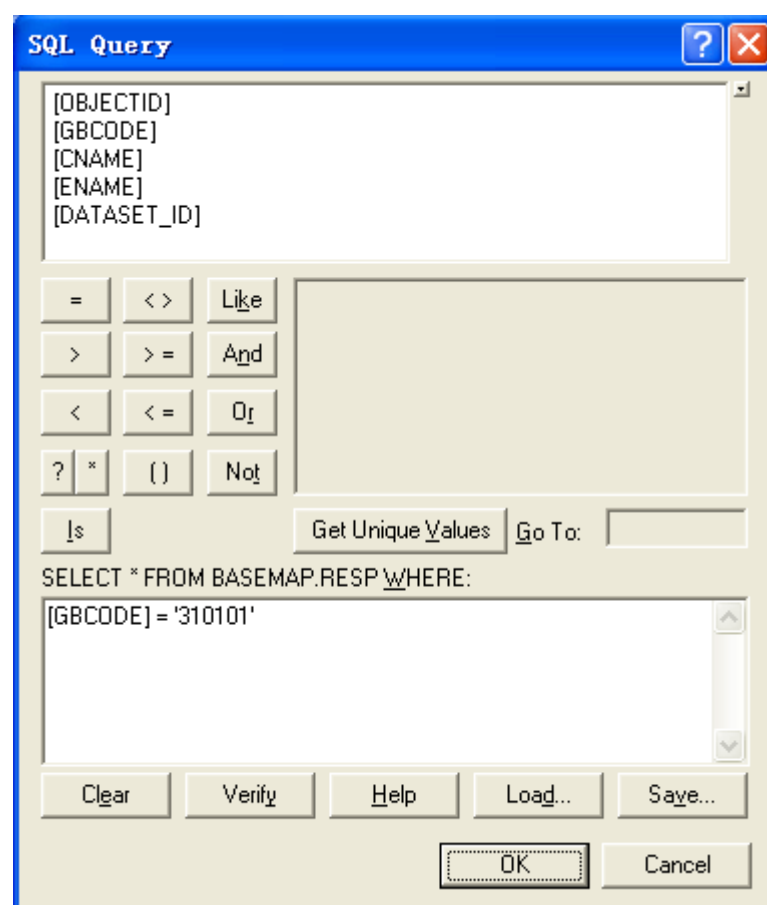 SQL Query
[OBJECTID]
[GBCODE]
[CNAME]
[ENAME]
[DATASET_ID]
= < > Like
> > = And
< < = Or
? * ( ) Not
Is Get Unique Values Go To:
SELECT * FROM BASEMAP.RESP WHERE:
[GBCODE] = '310101'
Clear Verify Help Load... Save...
OK Cancel